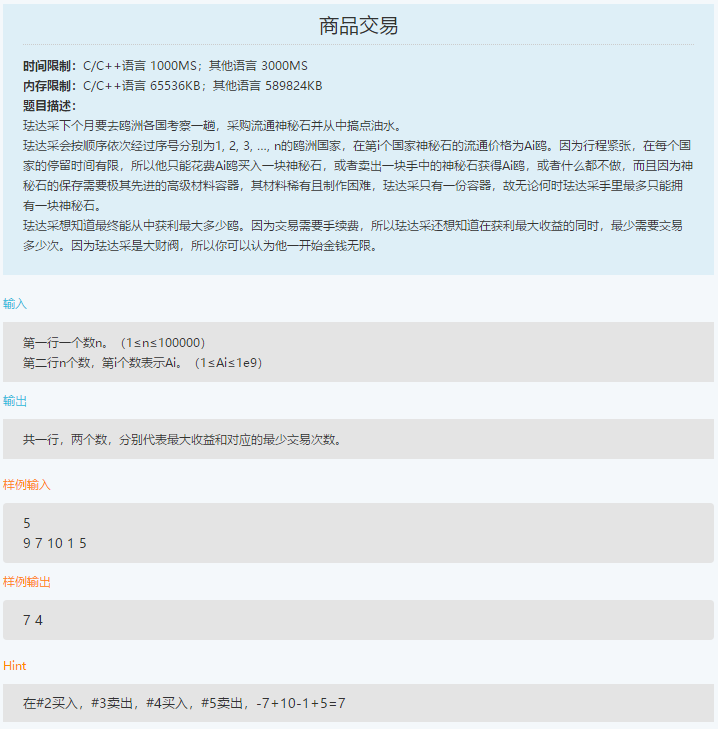 商品交易
时间限制：C/C++语言 1000MS；其他语言 3000MS
内存限制：C/C++语言 65536KB；其他语言 589824KB
题目描述：
珐达采下个月要去鸥洲各国考察一趟，采购流通神秘石并从中搞点油水。
珐达采会按顺序依次经过序号分别为1, 2, 3, …, n的鸥洲国家，在第i个国家神秘石的流通价格为Ai鸥。因为行程紧张，在每个国
家的停留时间有限，所以他只能花费Ai鸥买入一块神秘石，或者卖出一块手中的神秘石获得Ai鸥，或者什么都不做，而且因为神
秘石的保存需要极其先进的高级材料容器，其材料稀有且制作困难，珐达采只有一份容器，故无论何时珐达采手里最多只能拥
有一块神秘石。
珐达采想知道最终能从中获利最大多少鸥。因为交易需要手续费，所以珐达采还想知道在获利最大收益的同时，最少需要交易
多少次。因为珐达采是大财阀，所以你可以认为他一开始金钱无限。
输入
第一行一个数n。（1≤n≤100000）
第二行n个数，第i个数表示Ai。（1≤Ai≤1e9）
输出
共一行，两个数，分别代表最大收益和对应的最少交易次数。
样例输入
5
9 7 10 1 5
样例输出
7 4
Hint
在#2买入，#3卖出，#4买入，#5卖出，-7+10-1+5=7